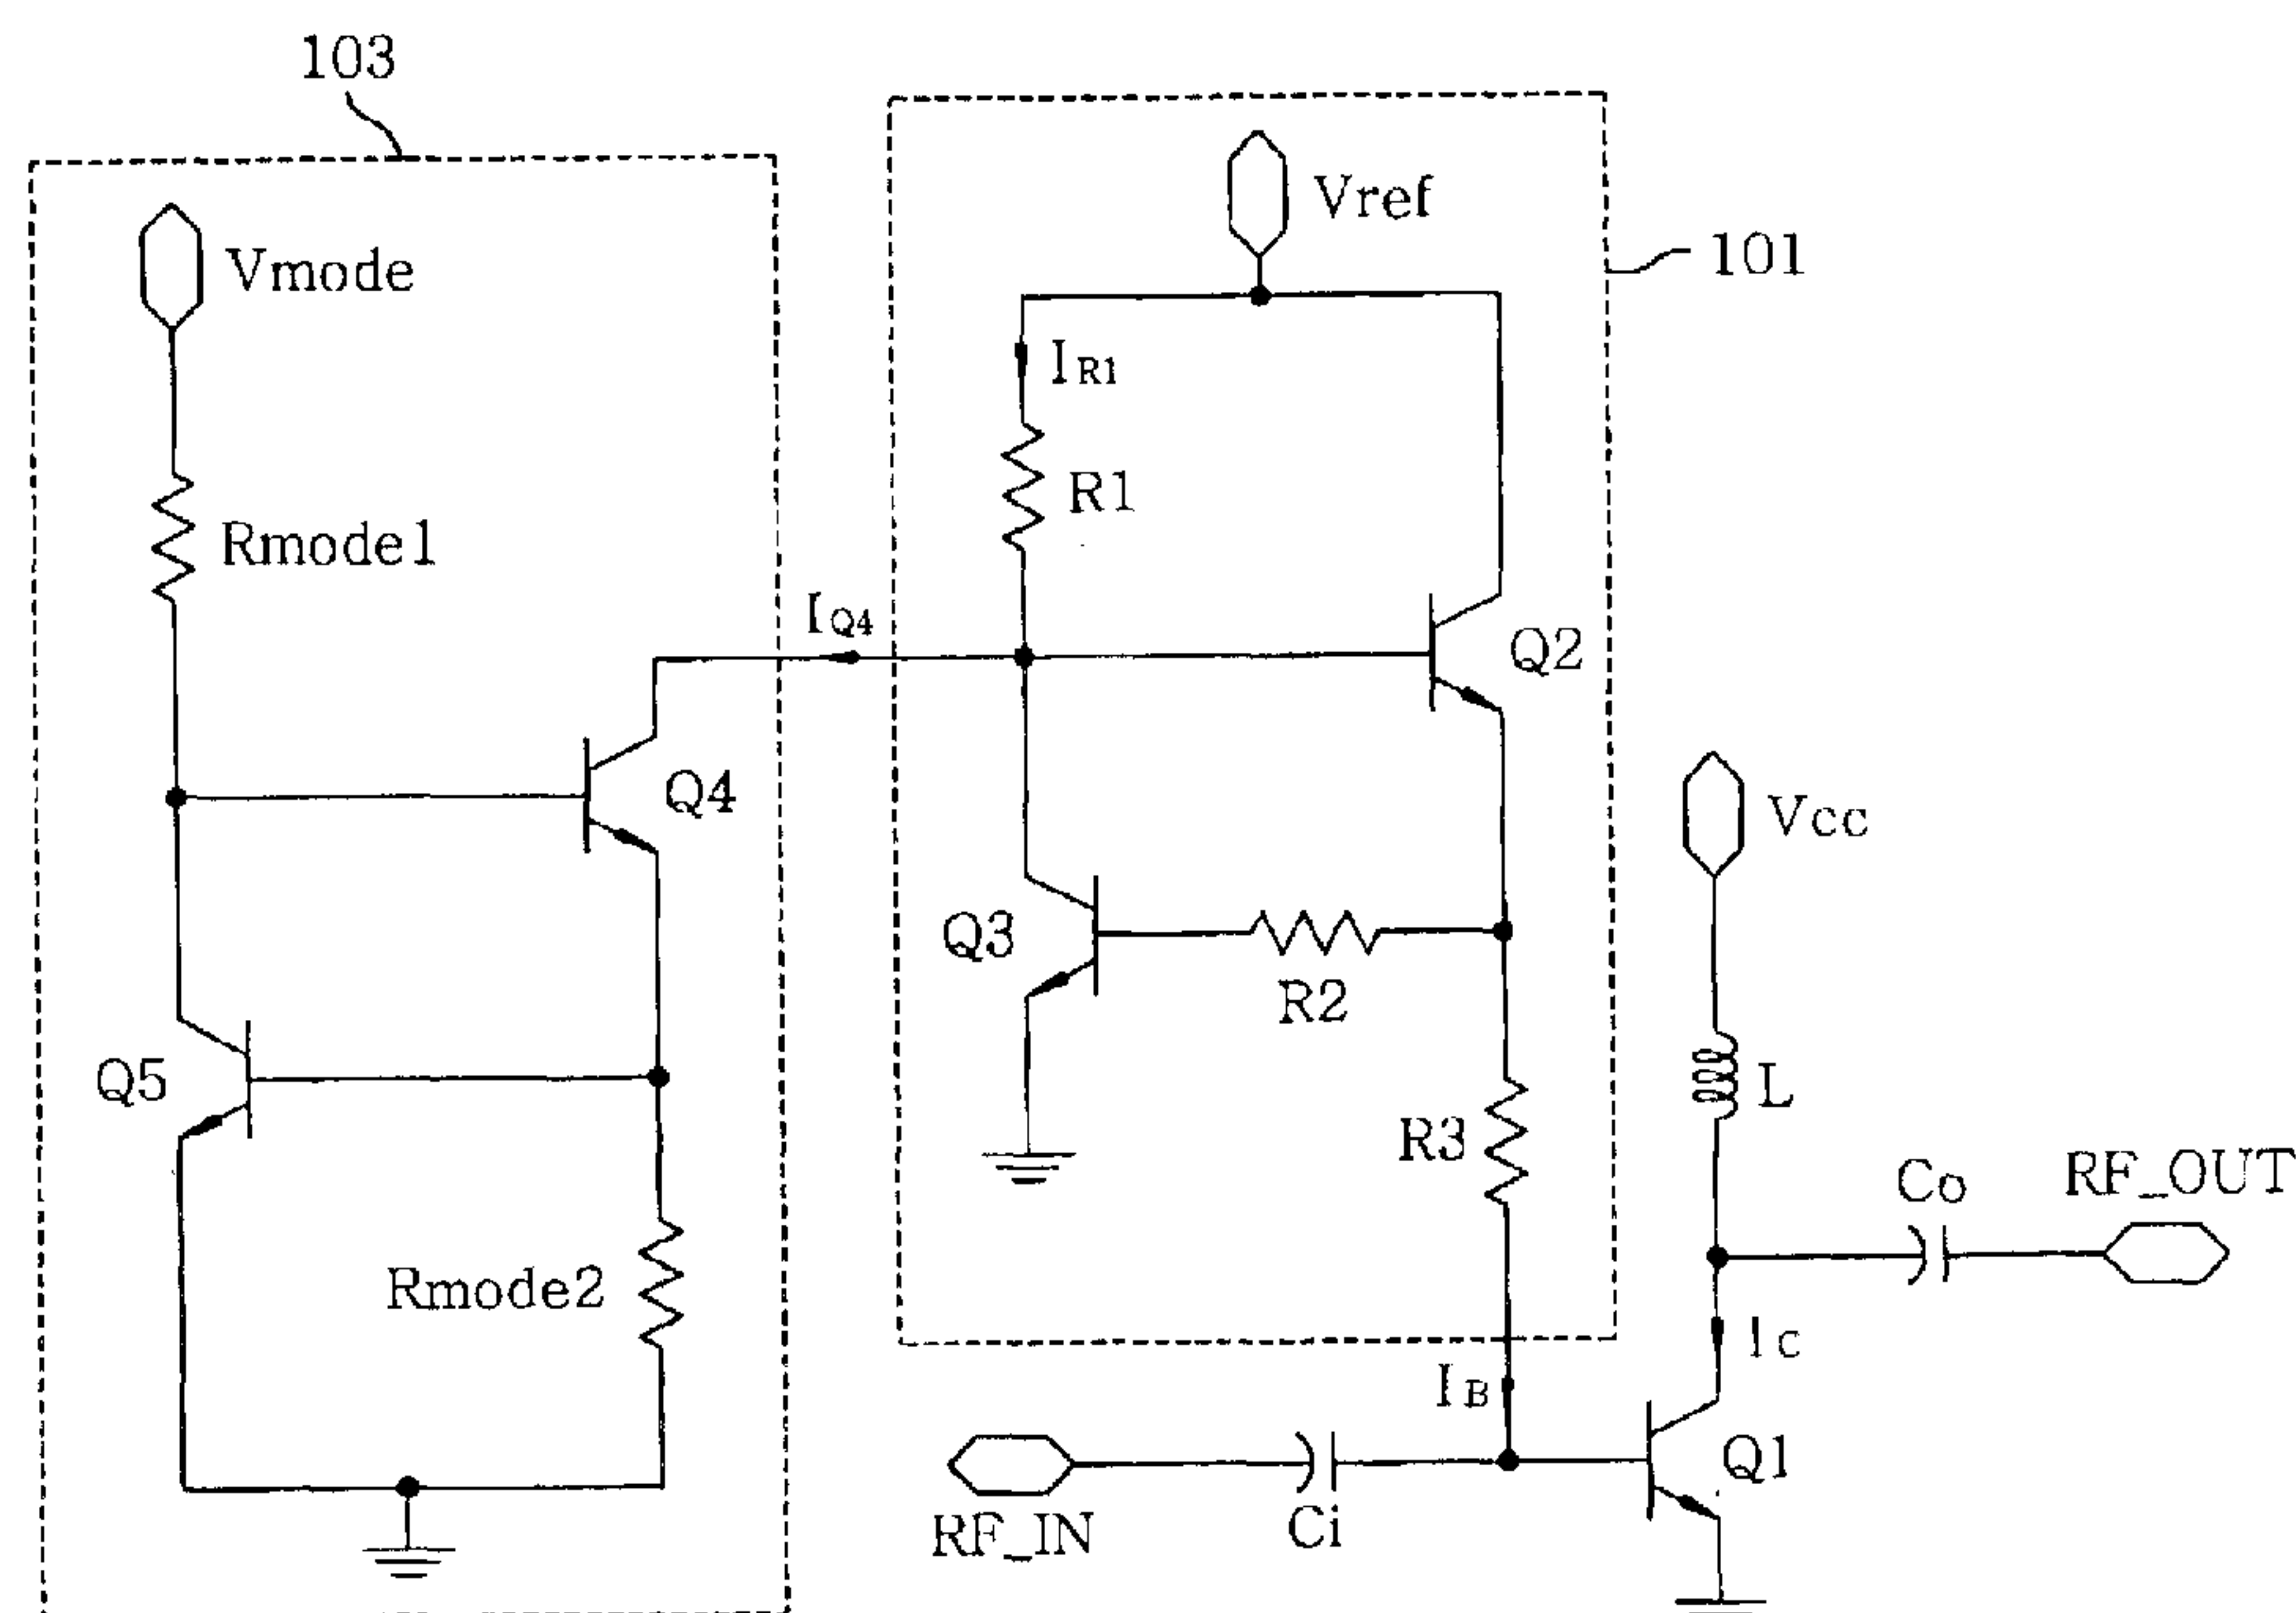 103
Vref
101
Vmode
IR1
R1
Rmode1
IQ4
Q2
Q4
Vcc
Q3
R2
Q5
L
R3
Co
RF_OUT
Rmode2
IC
IB
Q1
RF_IN
Ci